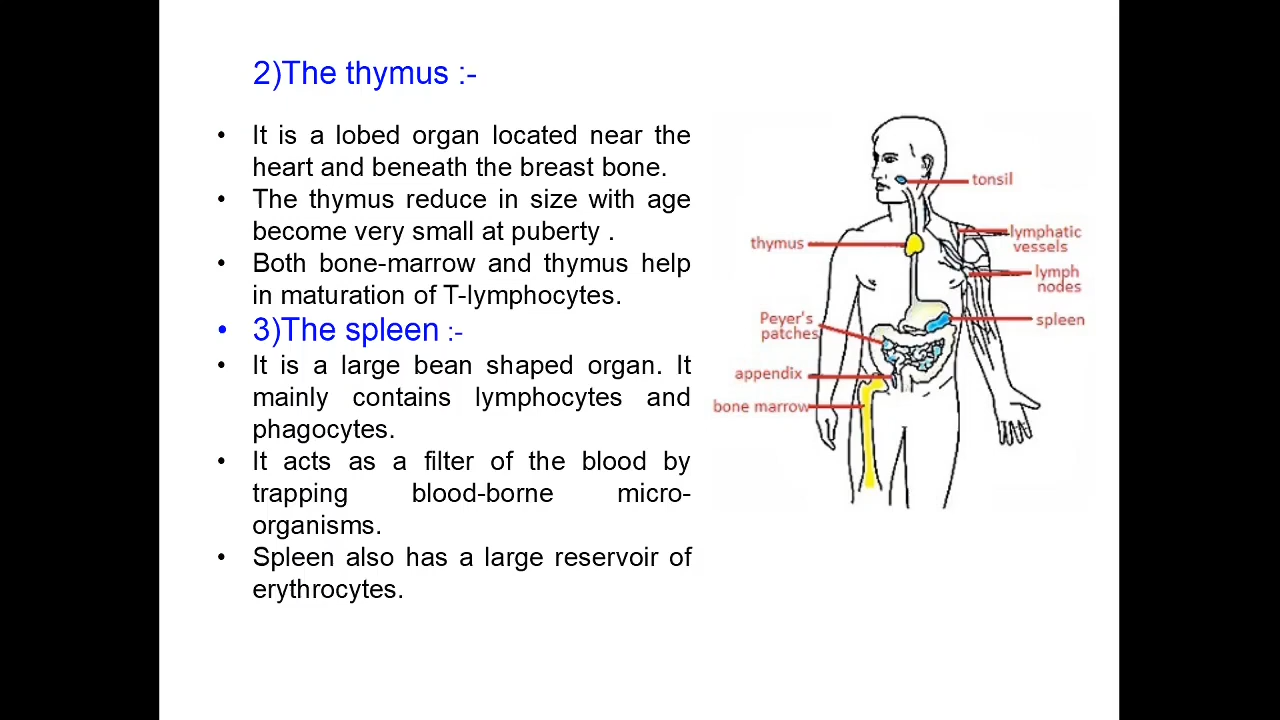 2)The thymus :-
• It is a lobed organ located near the
heart and beneath the breast bone.
• The thymus reduce in size with age
become very small at puberty .
• Both bone-marrow and thymus help
in maturation of T-lymphocytes.
• 3)The spleen :-
• It is a large bean shaped organ. It
mainly contains lymphocytes and
phagocytes.
• It acts as a filter of the blood by
trapping blood-borne micro-
organisms.
• Spleen also has a large reservoir of
erythrocytes.
tonsil
lymphatic
vessels
thymus
lymph
nodes
Peyer's
patches
spleen
appendix
bone marrow